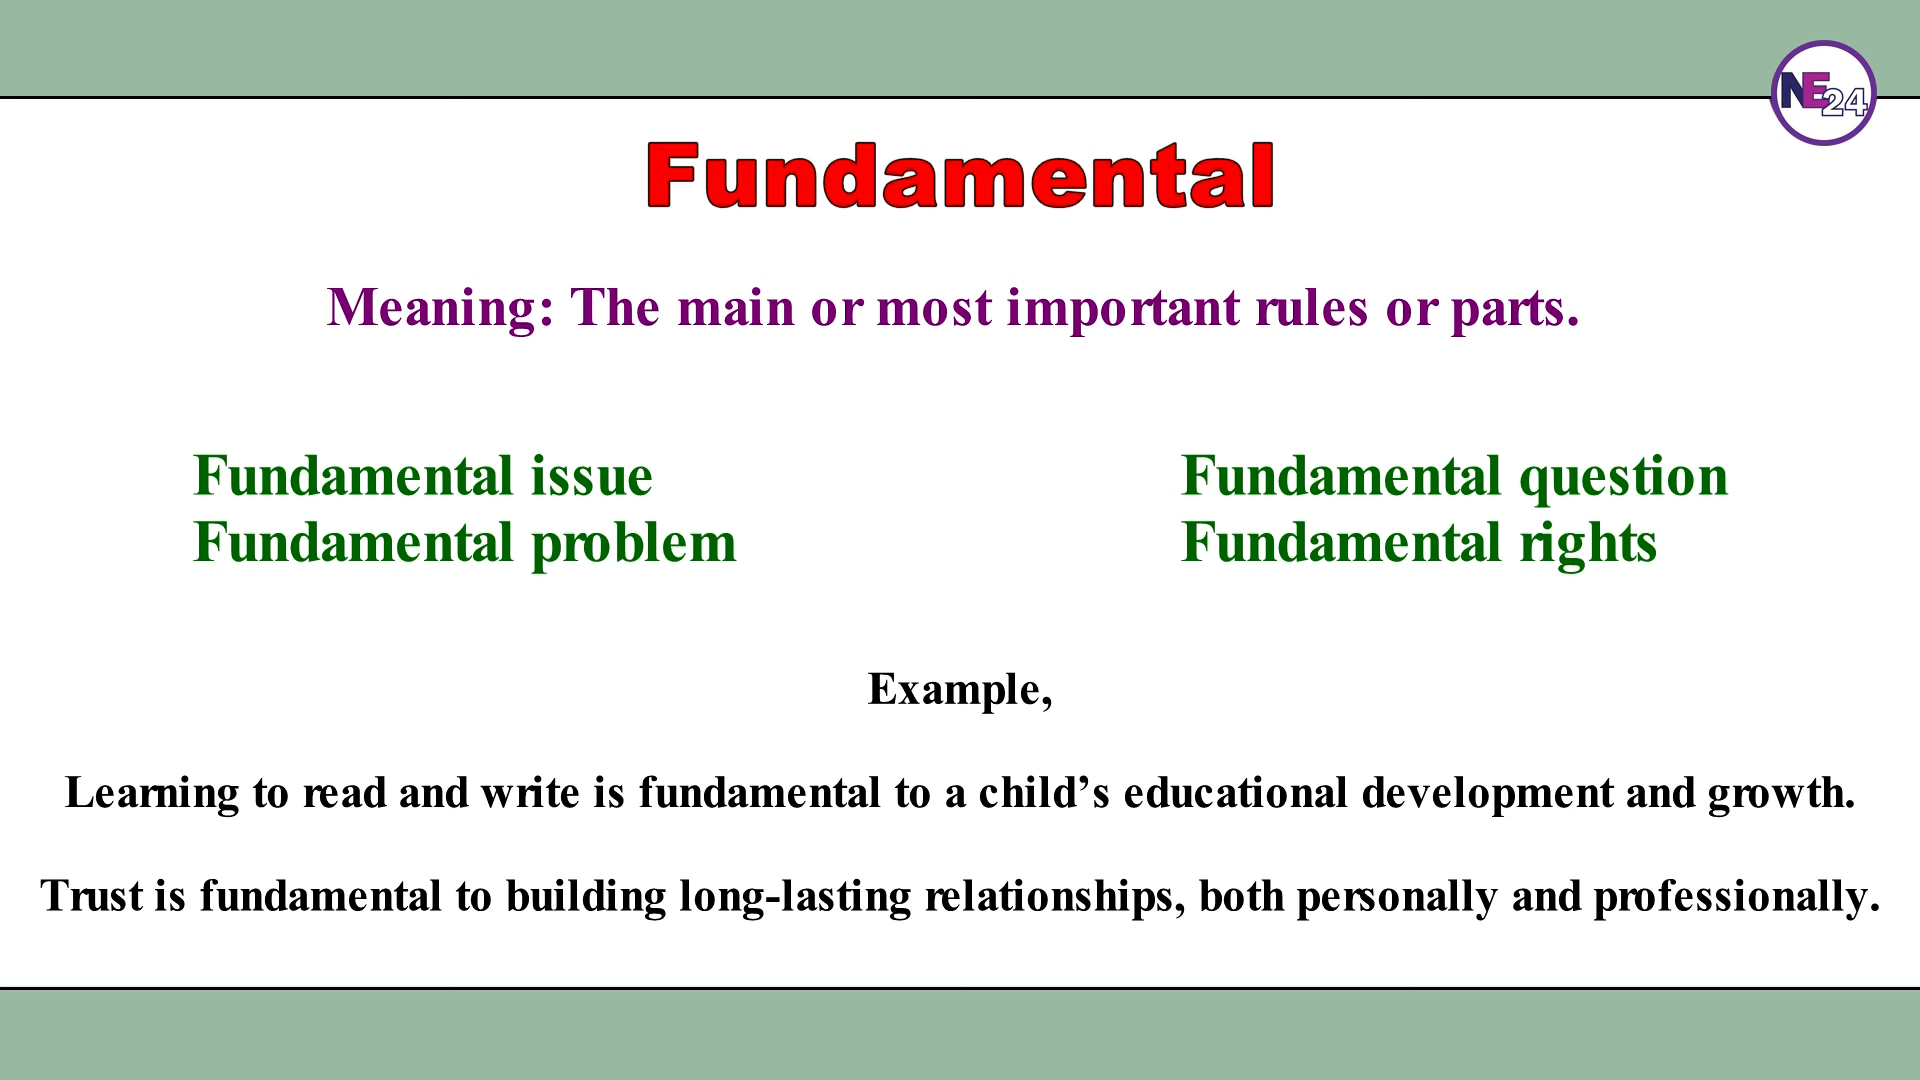 NE24
Fundamental
Meaning: The main or most important rules or parts.
Fundamental issue
Fundamental problem
Fundamental question
Fundamental rights
Example,
Learning to read and write is fundamental to a child’s educational development and growth.
Trust is fundamental to building long-lasting relationships, both personally and professionally.